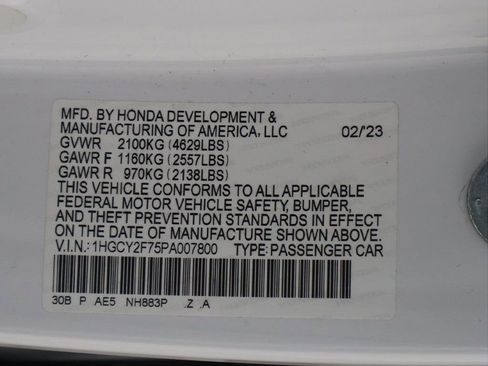 MFD. BY HONDA DEVELOPMENT &
MANUFACTURING OF AMERICA, LLC 02/'23
GVWR 2100KG (4629LBS)
GAWR F 1160KG (2557LBS)
GAWR R 970KG (2138LBS)
THIS VEHICLE CONFORMS TO ALL APPLICABLE
FEDERAL MOTOR VEHICLE SAFETY, BUMPER,
AND THEFT PREVENTION STANDARDS IN EFFECT
ON THE DATE OF MANUFACTURE SHOWN ABOVE.
V.I.N.: 1HGCY2F75PA007800 TYPE: PASSENGER CAR
30B P AE5 NH883P .Z .A